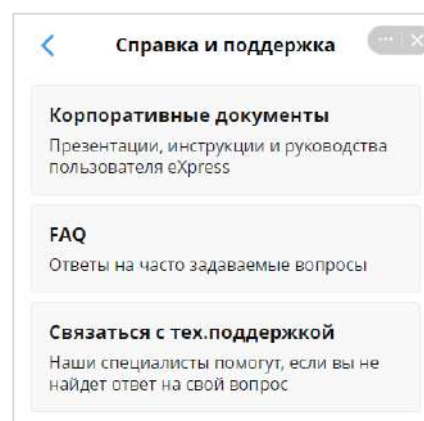 Справка и поддержка
Корпоративные документы
Презентации, инструкции и руководства
пользователя eXpress
FAQ
Ответы на часто задаваемые вопросы
Связаться с тех.поддержкой
Наши специалисты помогут, если вы не
найдет ответ на свой вопрос